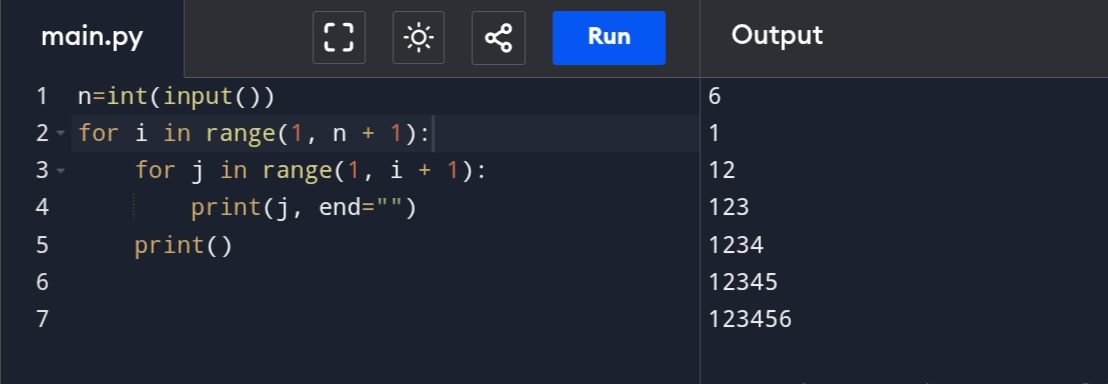 main.py
Run
Output
1 n=int(input())
2 for i in range(1, n + 1):
3     for j in range(1, i + 1):
4         print(j, end="")
5     print()
6
7
6
1
12
123
1234
12345
123456